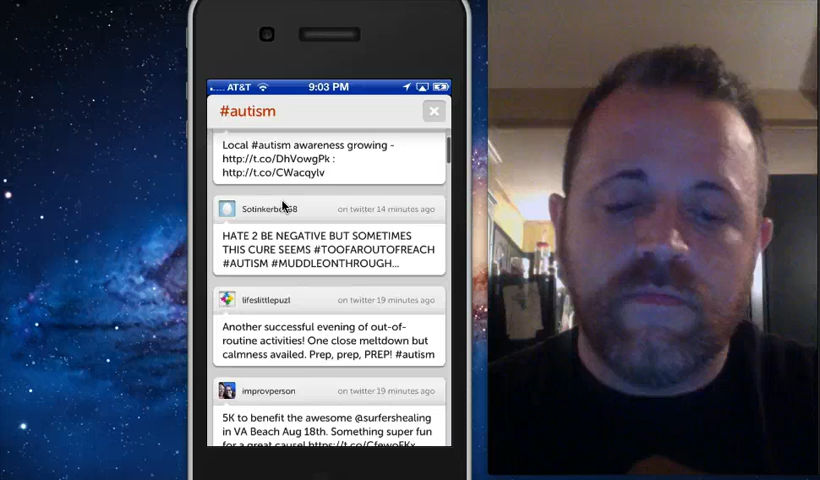 AT&T 9:03 PM
#autism
Local #autism awareness growing -
http://t.co/DhVowgPk :
http://t.co/CWacqylv
on twitter 14 minutes ago
HATE 2 BE NEGATIVE BUT SOMETIMES
THIS CURE SEEMS #TOOFAROUTOFREACH
#AUTISM #MUDDLEONTHROUGH...
lifeslittlepuzl on twitter 19 minutes ago
Another successful evening of out-of-
routine activities! One close meltdown but
calmness availed. Prep, prep, PREP! #autism
improvperson on twitter 19 minutes ago
5K to benefit the awesome @surfershealing
in VA Beach Aug 18th. Something super fun
for a great cause!